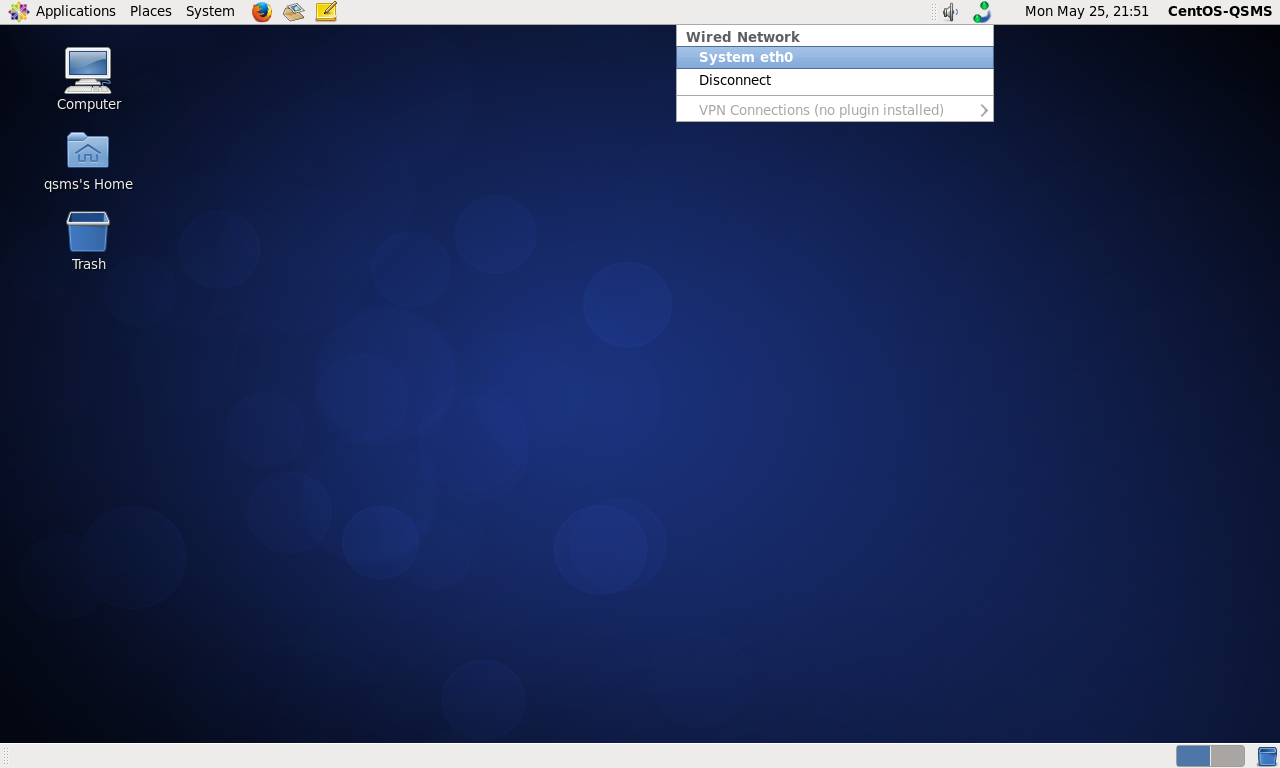 Applications Places System Mon May 25, 21:51 CentOS-QSMS
Wired Network
System eth0
Disconnect
VPN Connections (no plugin installed)
Computer
qsms's Home
Trash